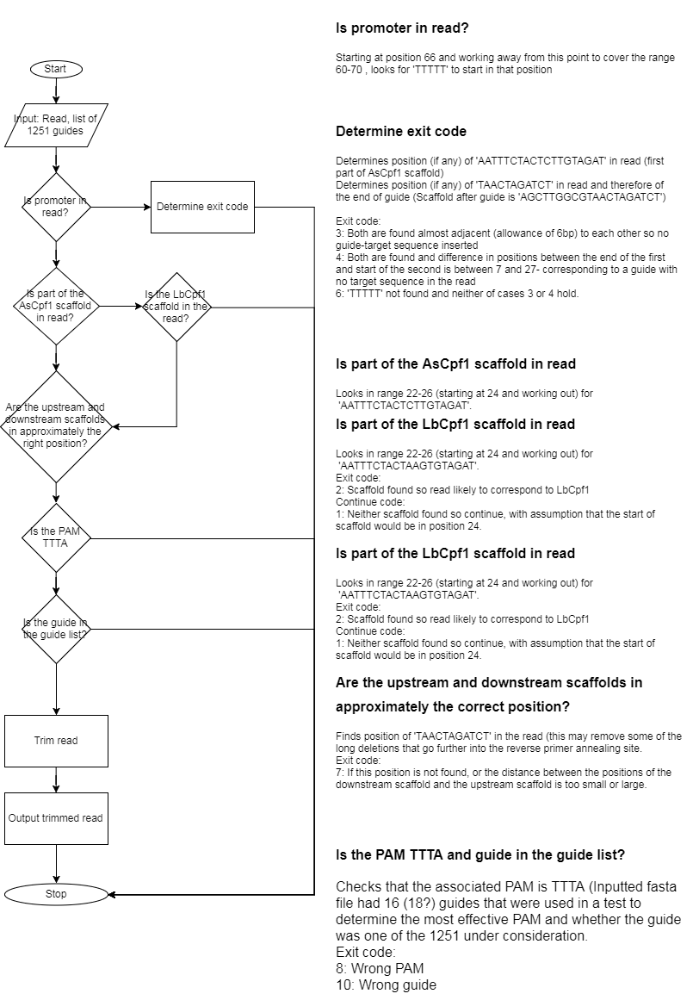 Start
Input: Read, list of
1251 guides
Is promoter in
read?
Determine exit code
Is part of the
AsCpf1 scaffold
in read?
Is the LbCpf1
scaffold in the
read?
Are the upstream and
downstream scaffolds
in approximately the
right position?
Is the PAM
TTTA
Is the guide in
the guide list?
Trim read
Output trimmed read
Stop
Is promoter in read?
Starting at position 66 and working away from this point to cover the range
60-70 , looks for 'TTTTT' to start in that position
Determine exit code
Determines position (if any) of 'AATTTCTACTCTTGTAGAT' in read (first
part of AsCpf1 scaffold)
Determines position (if any) of 'TAACTAGATCT' in read and therefore of
the end of guide (Scaffold after guide is 'AGCTTGGCGTAACTAGATCT')
Exit code:
3: Both are found almost adjacent (allowance of 6bp) to each other so no
guide-target sequence inserted
4: Both are found and difference in positions between the end of the first
and start of the second is between 7 and 27- corresponding to a guide with
no target sequence in the read
6: 'TTTTT' not found and neither of cases 3 or 4 hold.
Is part of the AsCpf1 scaffold in read
Looks in range 22-26 (starting at 24 and working out) for
'AATTTCTACTCTTGTAGAT'.
Is part of the LbCpf1 scaffold in read
Looks in range 22-26 (starting at 24 and working out) for
'AATTTCTACTAAGTGTAGAT'.
Exit code:
2: Scaffold found so read likely to correspond to LbCpf1
Continue code:
1: Neither scaffold found so continue, with assumption that the start of
scaffold would be in position 24.
Is part of the LbCpf1 scaffold in read
Looks in range 22-26 (starting at 24 and working out) for
'AATTTCTACTAAGTGTAGAT'.
Exit code:
2: Scaffold found so read likely to correspond to LbCpf1
Continue code:
1: Neither scaffold found so continue, with assumption that the start of
scaffold would be in position 24.
Are the upstream and downstream scaffolds in
approximately the correct position?
Finds position of 'TAACTAGATCT' in the read (this may remove some of the
long deletions that go further into the reverse primer annealing site.
Exit code:
7: If this position is not found, or the distance between the positions of the
downstream scaffold and the upstream scaffold is too small or large.
Is the PAM TTTA and guide in the guide list?
Checks that the associated PAM is TTTA (Inputted fasta
file had 16 (18?) guides that were used in a test to
determine the most effective PAM and whether the guide
was one of the 1251 under consideration.
Exit code:
8: Wrong PAM
10: Wrong guide